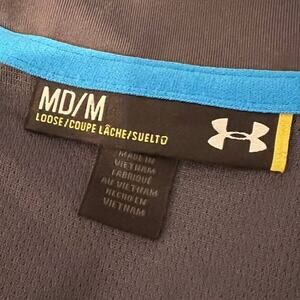 MD/M
LOOSE/COUPE LÂCHE/SUELTO
MADE IN
VIETNAM
FABRIQUÉ
AU VIETNAM
HECHO EN
VIETNAM